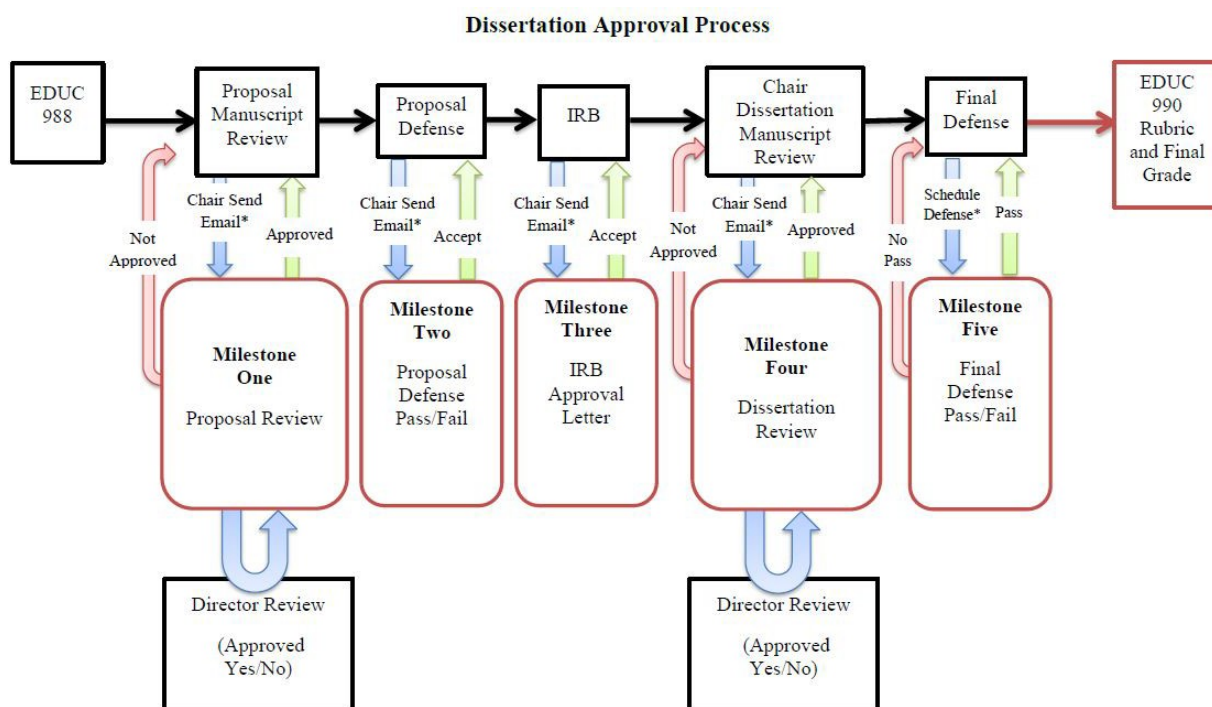 Dissertation Approval Process
EDUC
988
Proposal
Manuscript
Review
Proposal
Defense
IRB
Chair
Dissertation
Manuscript
Review
Final
Defense
EDUC
990
Rubric
and Final
Grade
Not
Approved
Chair Send
Email*
Approved
Chair Send
Email*
Accept
Chair Send
Email*
Accept
Not
Approved
Chair Send
Email*
Approved
No
Pass
Schedule
Defense*
Pass
Milestone
One
Proposal Review
Milestone
Two
Proposal
Defense
Pass/Fail
Milestone
Three
IRB
Approval
Letter
Milestone
Four
Dissertation
Review
Milestone
Five
Final
Defense
Pass/Fail
Director Review
(Approved
Yes/No)
Director Review
(Approved
Yes/No)